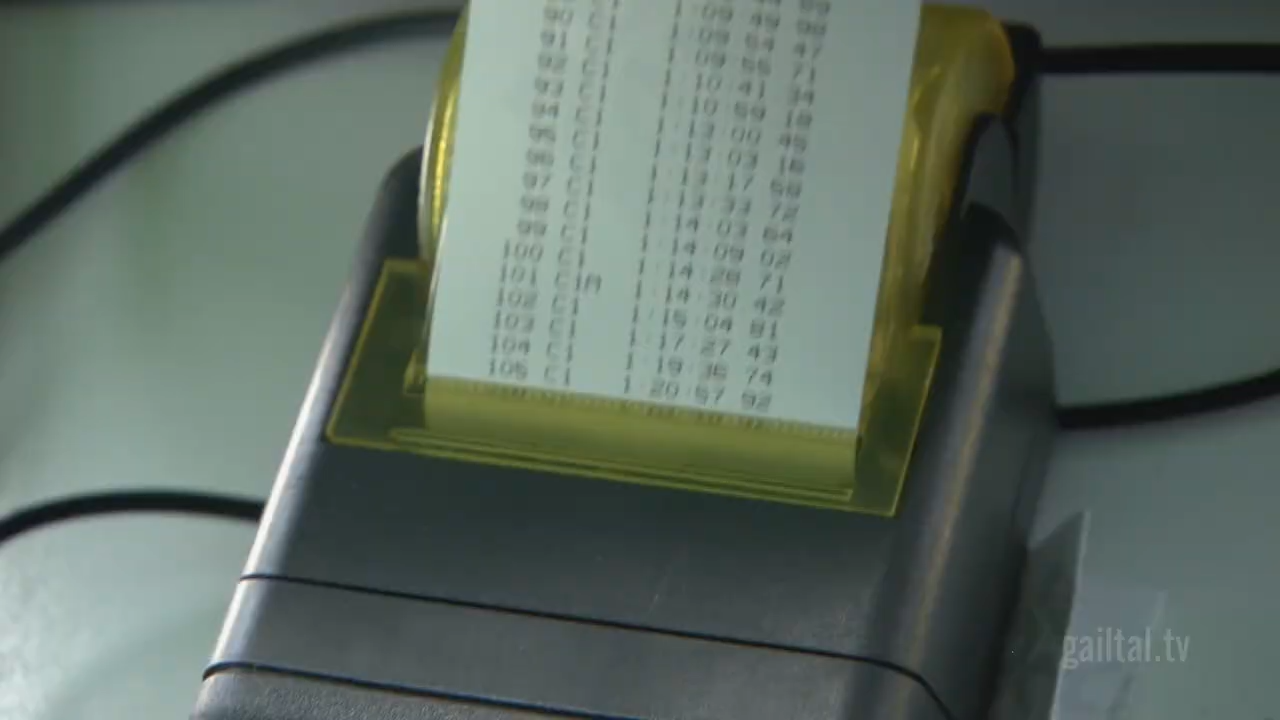 90 C1 1:09:54 47
91 C1 1:09:55 71
92 C1 1:10:41 34
93 C1 1:10:59 18
94 C1 1:13:00 45
95 C1 1:13:03 16
96 C1 1:13:17 58
97 C1 1:13:33 72
98 C1 1:14:03 64
99 C1 1:14:09 02
100 C1 1:14:28 71
101 C1M 1:14:30 42
102 C1 1:15:04 81
103 C1 1:17:27 43
104 C1 1:19:36 74
105 C1 1:20:57 92
gailtal.tv